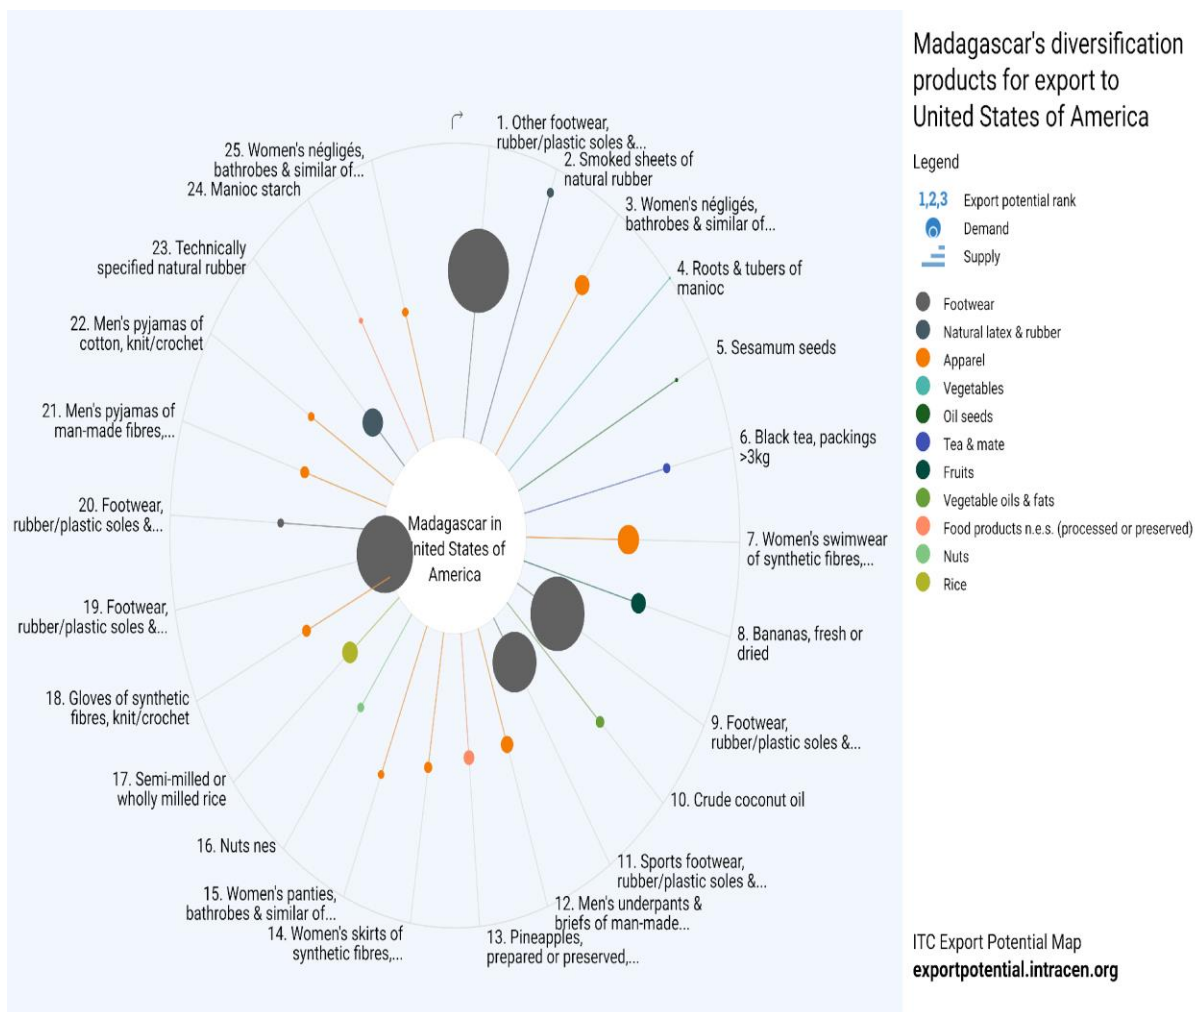 Madagascar's diversification
products for export to
United States of America
Legend
1,2,3 Export potential rank
Demand
Supply
Footwear
Natural latex & rubber
Apparel
Vegetables
Oil seeds
Tea & mate
Fruits
Vegetable oils & fats
Food products n.e.s. (processed or preserved)
Nuts
Rice
1. Other footwear,
rubber/plastic soles &...
2. Smoked sheets of
natural rubber
3. Women's négligés,
bathrobes & similar of...
4. Roots & tubers of
manioc
5. Sesamum seeds
6. Black tea, packings
>3kg
7. Women's swimwear
of synthetic fibres,...
8. Bananas, fresh or
dried
9. Footwear,
rubber/plastic soles &...
10. Crude coconut oil
11. Sports footwear,
rubber/plastic soles &...
12. Men's underpants &
briefs of man-made...
13. Pineapples,
prepared or preserved,...
14. Women's skirts of
synthetic fibres,...
15. Women's panties,
bathrobes & similar of...
16. Nuts nes
17. Semi-milled or
wholly milled rice
18. Gloves of synthetic
fibres, knit/crochet
19. Footwear,
rubber/plastic soles &...
20. Footwear,
rubber/plastic soles &...
21. Men's pyjamas of
man-made fibres,...
22. Men's pyjamas of
cotton, knit/crochet
23. Technically
specified natural rubber
24. Manioc starch
25. Women's négligés,
bathrobes & similar of...
Madagascar in
United States of
America
ITC Export Potential Map
exportpotential.intracen.org